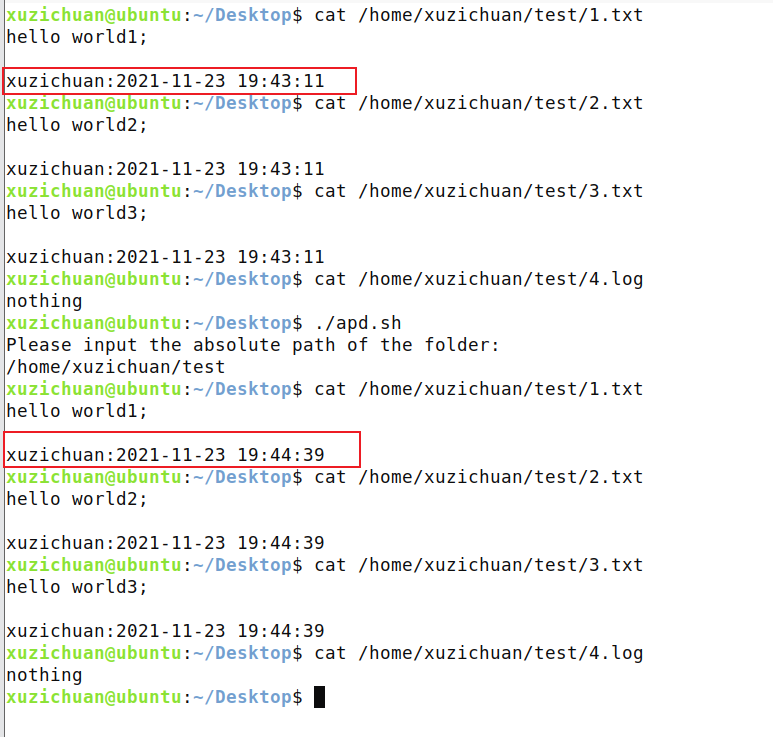 xuzichuan@ubuntu:~/Desktop$ cat /home/xuzichuan/test/1.txt
hello world1;
xuzichuan:2021-11-23 19:43:11
xuzichuan@ubuntu:~/Desktop$ cat /home/xuzichuan/test/2.txt
hello world2;
xuzichuan:2021-11-23 19:43:11
xuzichuan@ubuntu:~/Desktop$ cat /home/xuzichuan/test/3.txt
hello world3;
xuzichuan:2021-11-23 19:43:11
xuzichuan@ubuntu:~/Desktop$ cat /home/xuzichuan/test/4.log
nothing
xuzichuan@ubuntu:~/Desktop$ ./apd.sh
Please input the absolute path of the folder:
/home/xuzichuan/test
xuzichuan@ubuntu:~/Desktop$ cat /home/xuzichuan/test/1.txt
hello world1;
xuzichuan:2021-11-23 19:44:39
xuzichuan@ubuntu:~/Desktop$ cat /home/xuzichuan/test/2.txt
hello world2;
xuzichuan:2021-11-23 19:44:39
xuzichuan@ubuntu:~/Desktop$ cat /home/xuzichuan/test/3.txt
hello world3;
xuzichuan:2021-11-23 19:44:39
xuzichuan@ubuntu:~/Desktop$ cat /home/xuzichuan/test/4.log
nothing
xuzichuan@ubuntu:~/Desktop$